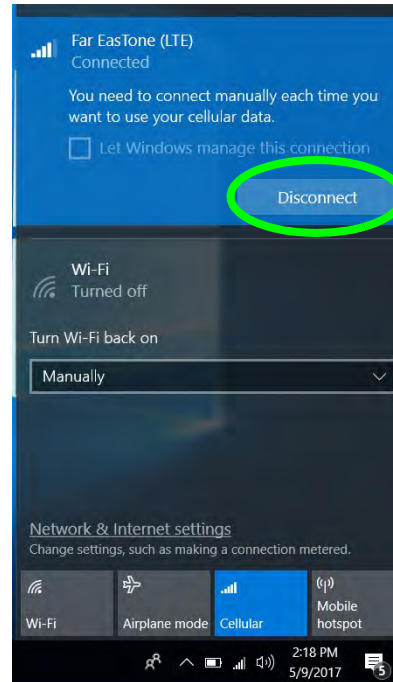 Far EasTone (LTE)
Connected
You need to connect manually each time you
want to use your cellular data.
Let Windows manage this connection
Disconnect
Wi-Fi
Turned off
Turn Wi-Fi back on
Manually
Network & Internet settings
Change settings, such as making a connection metered.
Wi-Fi
Airplane mode
Cellular
Mobile
hotspot
2:18 PM
5/9/2017
5